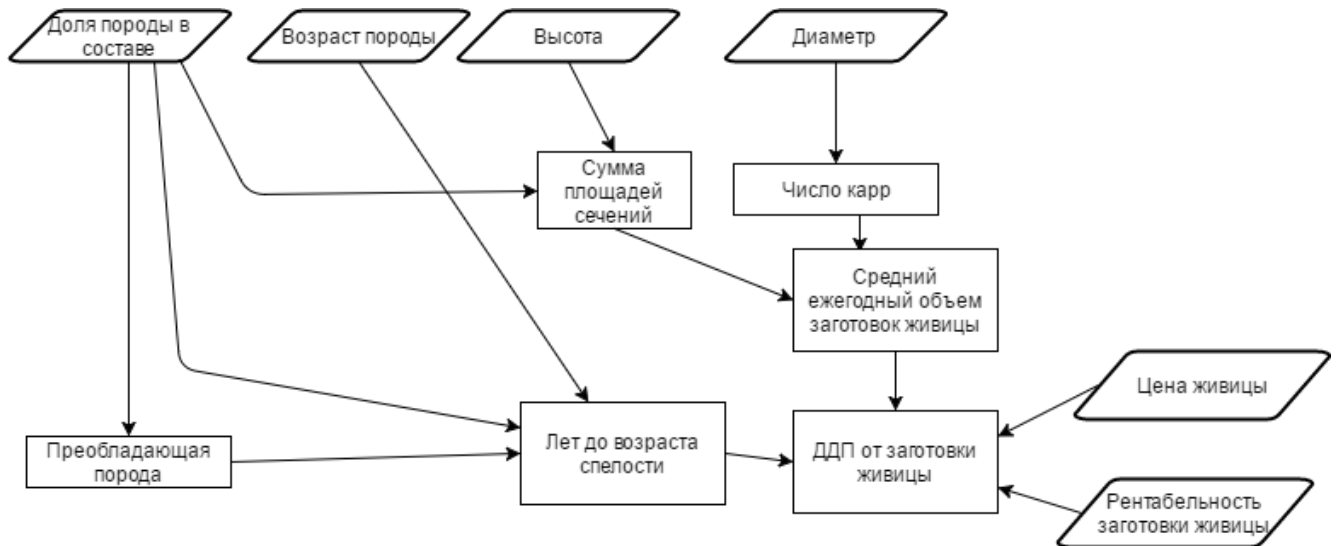 Доля породы в
составе
Возраст породы
Высота
Диаметр
Сумма
площадей
сечений
Число карр
Средний
ежегодный объем
заготовок живицы
Цена живицы
Преобладающая
порода
Лет до возраста
спелости
ДДП от заготовки
живицы
Рентабельность
заготовки живицы